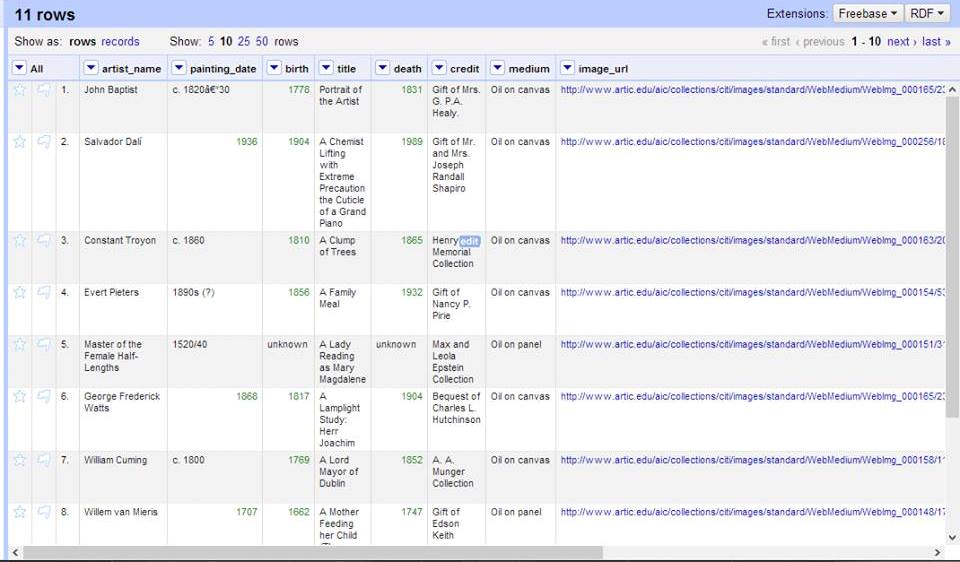 11 rows Extensions: Freebase RDF
Show as: rows records Show: 5 10 25 50 rows « first ‹ previous 1 - 10 next › last »
All artist_name painting_date birth title death credit medium image_url
1. John Baptist c. 1820â€“30 1778 Portrait of 1831 Gift of Mrs. Oil on canvas http://www.artic.edu/aic/collections/citi/images/standard/WebMedium/WebImg_000165/23
the Artist G. P.A.
Healy.
2. Salvador Dalí 1936 1904 A Chemist 1989 Gift of Mr. Oil on canvas http://www.artic.edu/aic/collections/citi/images/standard/WebMedium/WebImg_000256/18
Lifting and Mrs.
with Joseph
Extreme Randall
Precaution Shapiro
the Cuticle
of a Grand
Piano
3. Constant Troyon c. 1860 1810 A Clump 1865 Henry edit Oil on canvas http://www.artic.edu/aic/collections/citi/images/standard/WebMedium/WebImg_000163/20
of Trees Memorial
Collection
4. Evert Pieters 1890s (?) 1856 A Family 1932 Gift of Oil on canvas http://www.artic.edu/aic/collections/citi/images/standard/WebMedium/WebImg_000154/53
Meal Nancy P.
Pirie
5. Master of the 1520/40 unknown A Lady unknown Max and Oil on panel http://www.artic.edu/aic/collections/citi/images/standard/WebMedium/WebImg_000151/31
Female Half- Reading Leola
Lengths as Mary Epstein
Magdalene Collection
6. George Frederick 1868 1817 A 1904 Bequest of Oil on canvas http://www.artic.edu/aic/collections/citi/images/standard/WebMedium/WebImg_000165/23
Watts Lamplight Charles L.
Study: Hutchinson
Herr
Joachim
7. William Cuming c. 1800 1769 A Lord 1852 A. A. Oil on canvas http://www.artic.edu/aic/collections/citi/images/standard/WebMedium/WebImg_000158/11
Mayor of Munger
Dublin Collection
8. Willem van Mieris 1707 1662 A Mother 1747 Gift of Oil on panel http://www.artic.edu/aic/collections/citi/images/standard/WebMedium/WebImg_000148/17
Feeding Edson
her Child Keith